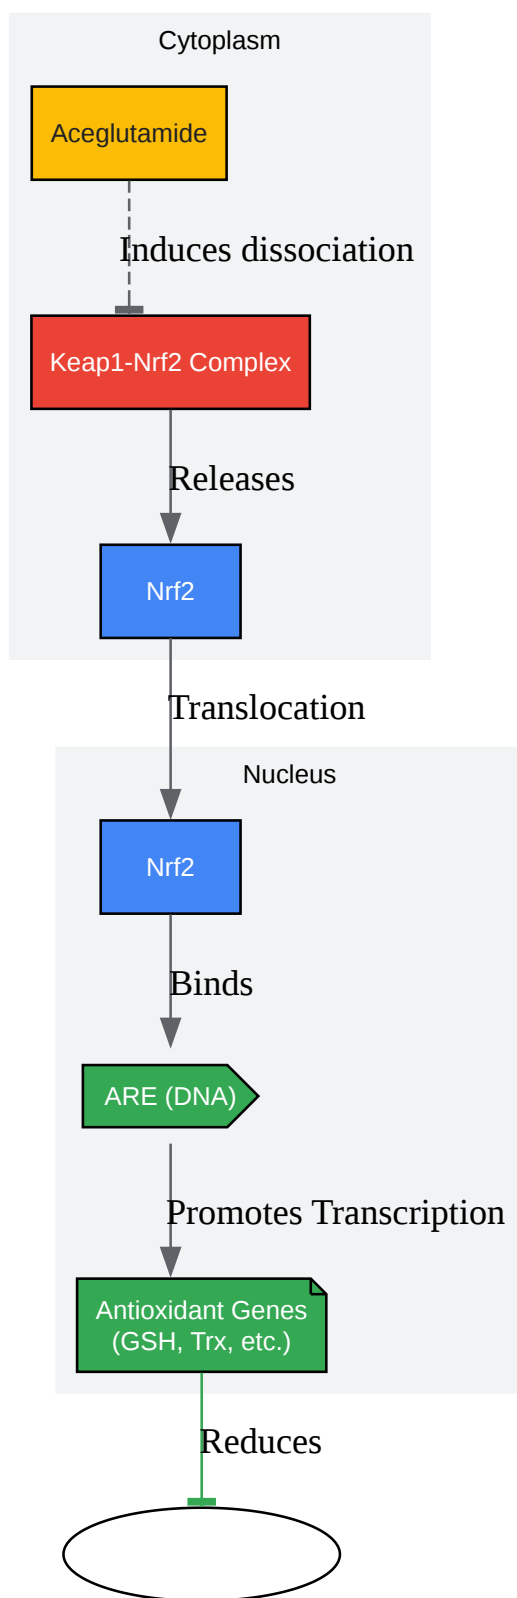 Cytoplasm
Aceglutamide
Induces dissociation
Keap1-Nrf2 Complex
Releases
Nrf2
Translocation
Nucleus
Nrf2
Binds
ARE (DNA)
Promotes Transcription
Antioxidant Genes
(GSH, Trx, etc.)
Reduces